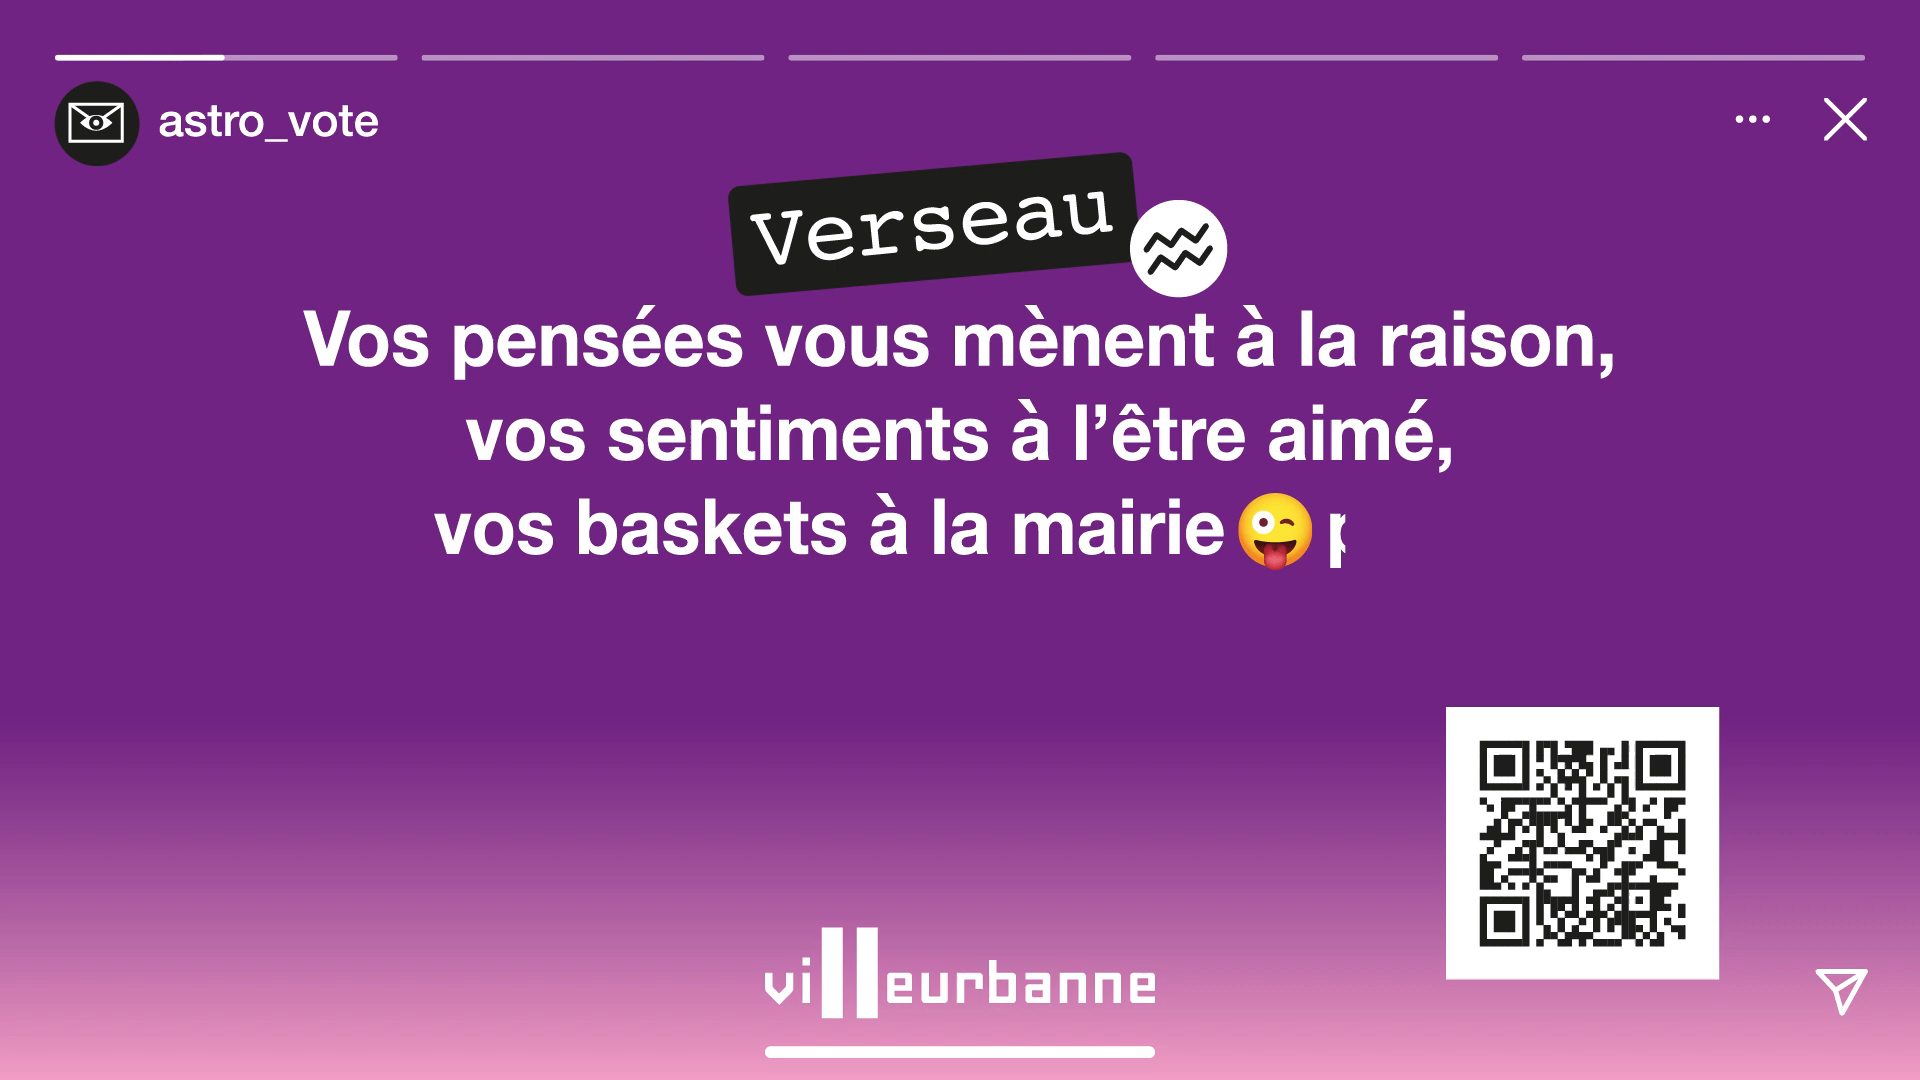 astro_vote
Verseau
Vos pensées vous mènent à la raison,
vos sentiments à l’être aimé,
vos baskets à la mairie 😜
villeurbanne